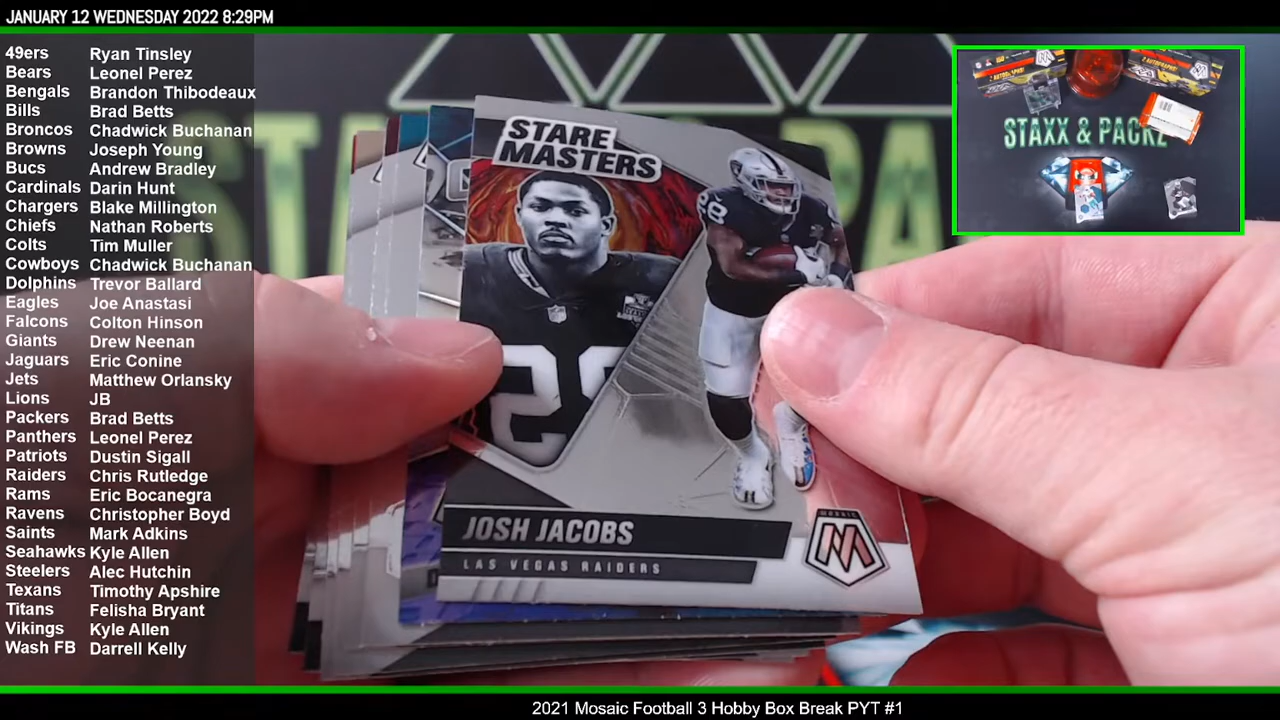 JANUARY 12 WEDNESDAY 2022 8:29PM
49ers Ryan Tinsley
Bears Leonel Perez
Bengals Brandon Thibodeaux
Bills Brad Betts
Broncos Chadwick Buchanan
Browns Joseph Young
Bucs Andrew Bradley
Cardinals Darin Hunt
Chargers Blake Millington
Chiefs Nathan Roberts
Colts Tim Muller
Cowboys Chadwick Buchanan
Dolphins Trevor Ballard
Eagles Joe Anastasi
Falcons Colton Hinson
Giants Drew Neenan
Jaguars Eric Conine
Jets Matthew Orlansky
Lions JB
Packers Brad Betts
Panthers Leonel Perez
Patriots Dustin Sigall
Raiders Chris Rutledge
Rams Eric Bocanegra
Ravens Christopher Boyd
Saints Mark Adkins
Seahawks Kyle Allen
Steelers Alec Hutchin
Texans Timothy Apshire
Titans Felisha Bryant
Vikings Kyle Allen
Wash FB Darrell Kelly
STARE
MASTERS
28
28
JOSH JACOBS
LAS VEGAS RAIDERS
MOSAIC
M
STAXX & PACKZ
2021 Mosaic Football 3 Hobby Box Break PYT #1